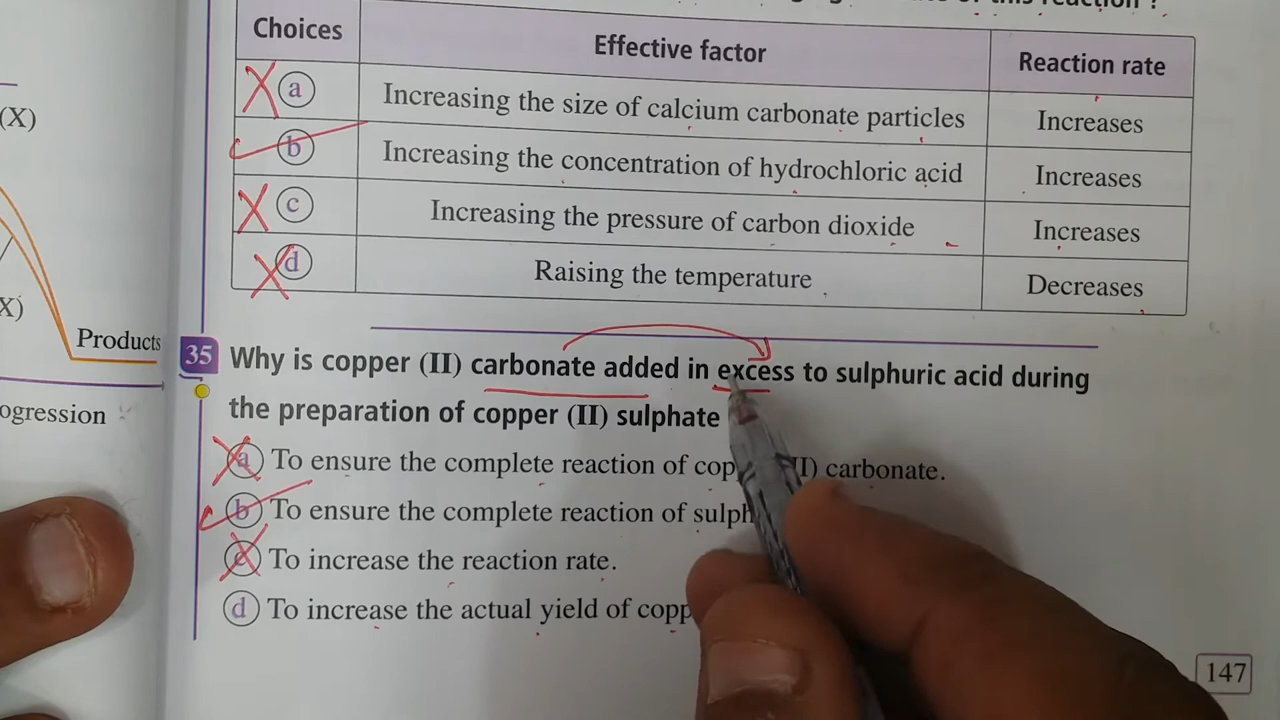 this reaction ?
Choices Effective factor Reaction rate
a Increasing the size of calcium carbonate particles Increases
b Increasing the concentration of hydrochloric acid Increases
c Increasing the pressure of carbon dioxide Increases
d Raising the temperature Decreases
(X)
X)
Products
ogression
35 Why is copper (II) carbonate added in excess to sulphuric acid during
the preparation of copper (II) sulphate
a To ensure the complete reaction of cop II) carbonate.
b To ensure the complete reaction of sulph
c To increase the reaction rate.
d To increase the actual yield of copp
147